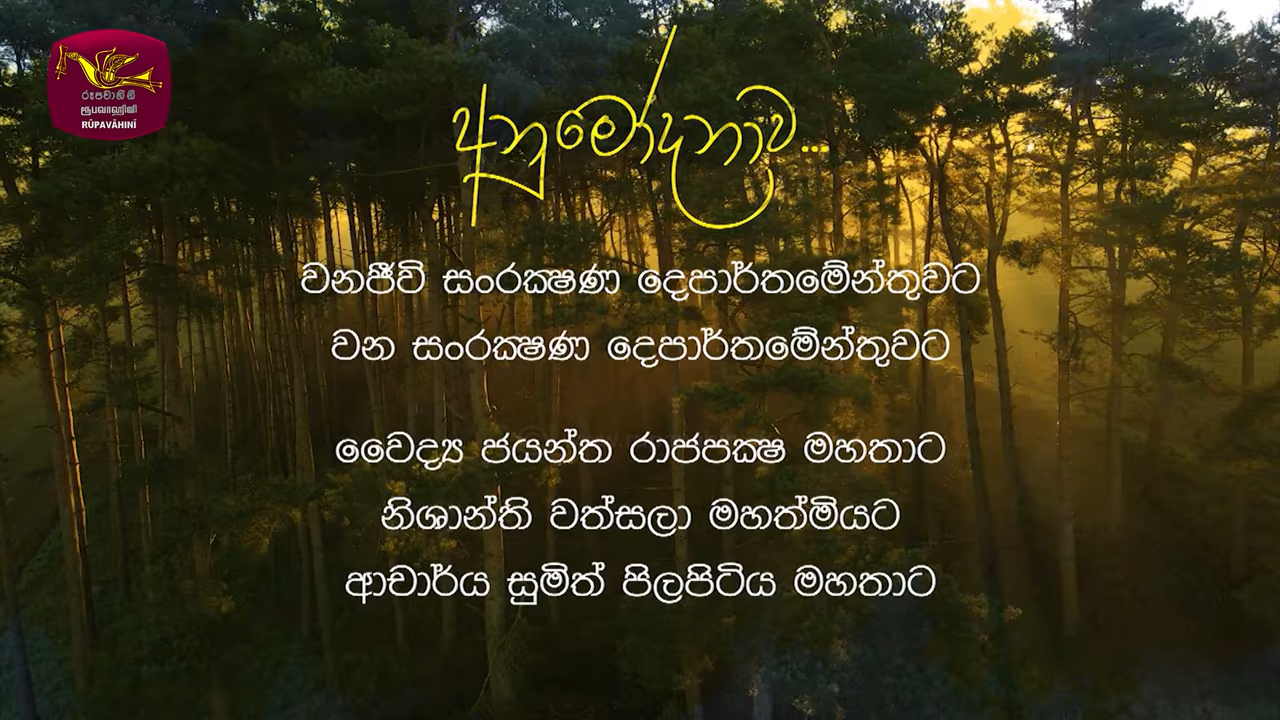 රූපවාහිනී
ரூபவாஹினி
RŪPAVĀHINĪ
අනුමෝදනාව...
වනජීවි සංරක්‍ෂණ දෙපාර්තමේන්තුවට
වන සංරක්‍ෂණ දෙපාර්තමේන්තුවට
වෛද්‍ය ජයන්ත රාජපක්‍ෂ මහතාට
නිශාන්ති වත්සලා මහත්මියට
ආචාර්ය සුමිත් පිලපිටිය මහතාට